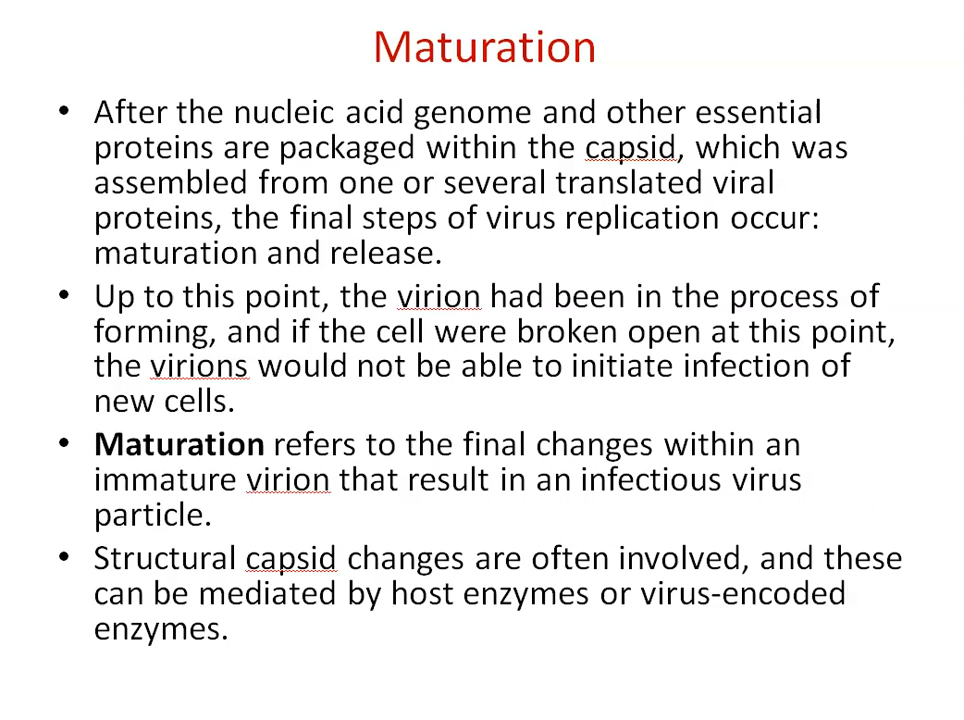 Maturation
• After the nucleic acid genome and other essential
proteins are packaged within the capsid, which was
assembled from one or several translated viral
proteins, the final steps of virus replication occur:
maturation and release.
• Up to this point, the virion had been in the process of
forming, and if the cell were broken open at this point,
the virions would not be able to initiate infection of
new cells.
• Maturation refers to the final changes within an
immature virion that result in an infectious virus
particle.
• Structural capsid changes are often involved, and these
can be mediated by host enzymes or virus-encoded
enzymes.